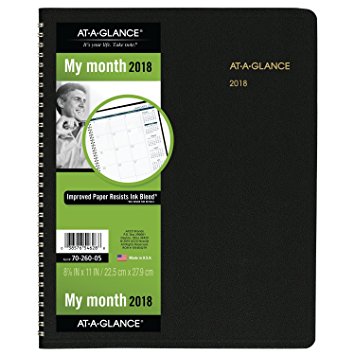 AT-A-GLANCE®
It's your life. Take note.®
My month 2018
AT-A-GLANCE
2018
Improved Paper Resists Ink Bleed
70-260-05
Made in U.S.A.
8⅞ IN x 11 IN / 22.5 cm x 27.9 cm
My month 2018
AT-A-GLANCE®